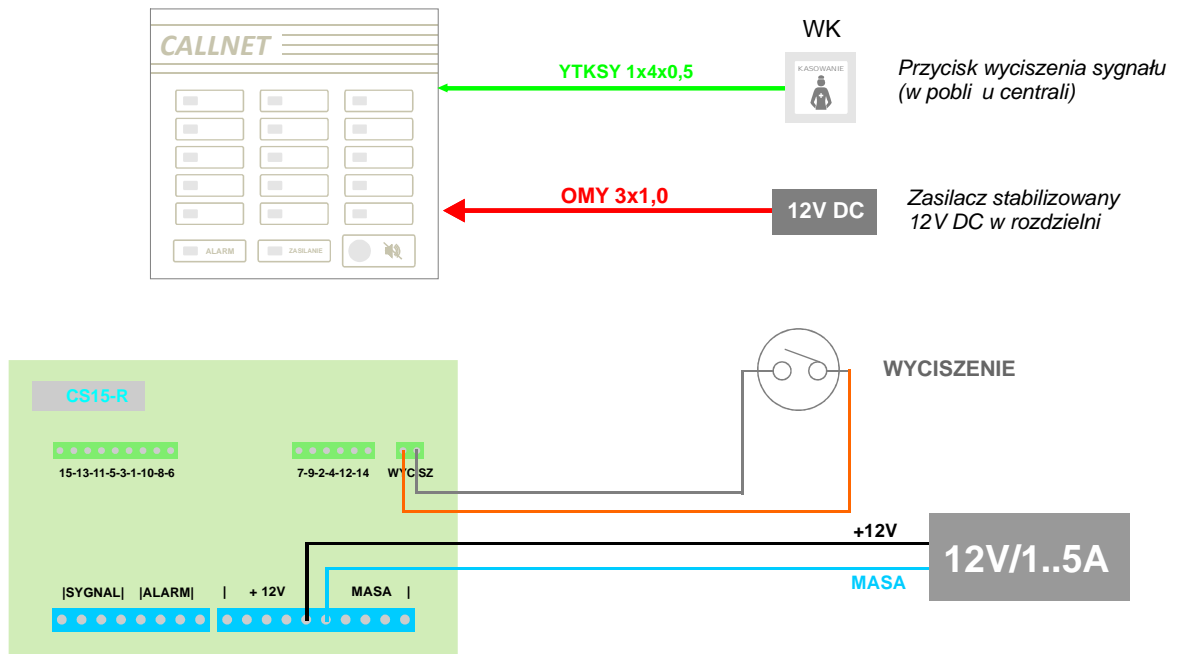 CALLNET
ALARM
ZASILANIE
YTKSY 1x4x0,5
WK
KASOWANIE
Przycisk wyciszenia sygnału
(w pobli u centrali)
OMY 3x1,0
12V DC
Zasilacz stabilizowany
12V DC w rozdzielni
CS15-R
15-13-11-5-3-1-10-8-6
7-9-2-4-12-14
WYCISZ
WYCISZENIE
+12V
MASA
12V/1..5A
|SYGNAL| |ALARM| | + 12V MASA |